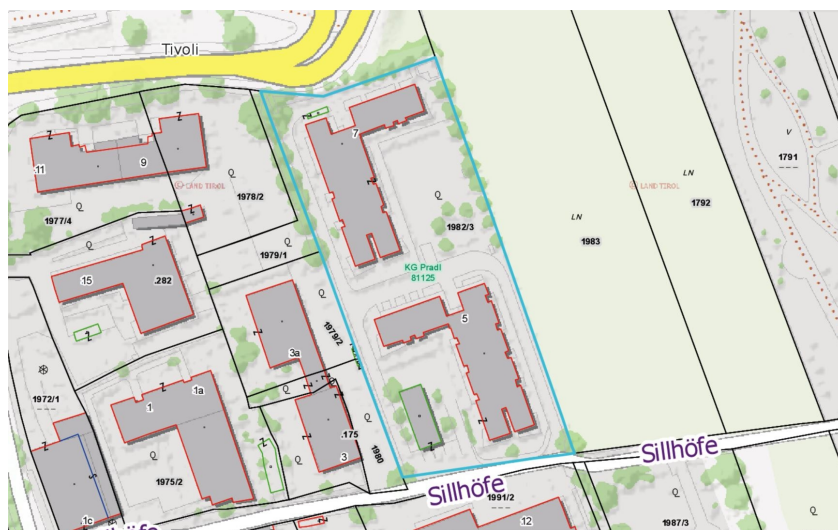 Tivoli
7
V
1791
.11
9
Q
LAND TIROL
Q
LN
LAND TIROL
1792
1978/2
Q
1977/4
1982/3
LN
1983
Q
Q
1979/1
KG Pradl
81125
.15
.282
Q
5
1979/2
3a
1972/1
.1a
1
Q
Q
.175
Sillhöfe
Q
Q
3
1980
1975/2
S
Sillhöfe
1991/2
Q
.1c
12
1987/3
Q